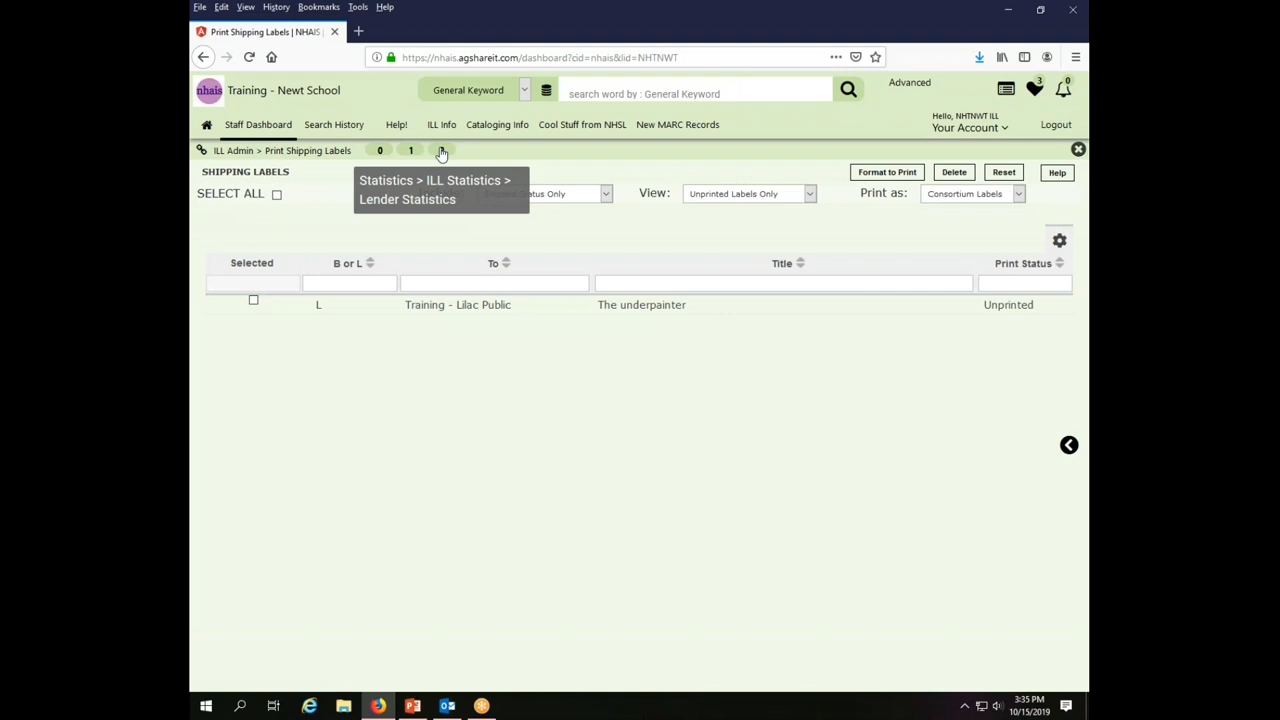 File Edit View History Bookmarks Tools Help
Print Shipping Labels | NHAIS
https://nhais.agshareit.com/dashboard?cid=nhais&lid=NHTNWT
nhais Training - Newt School General Keyword search word by : General Keyword Advanced 3 0
Hello, NHTNWT ILL
Staff Dashboard Search History Help! ILL Info Cataloging Info Cool Stuff from NHSL New MARC Records Your Account Logout
ILL Admin > Print Shipping Labels 0 1
SHIPPING LABELS Format to Print Delete Reset Help
Statistics > ILL Statistics >
Lender Statistics
SELECT ALL Status Only View: Unprinted Labels Only Print as: Consortium Labels
Selected B or L To Title Print Status
L Training - Lilac Public The underpainter Unprinted
3:35 PM
10/15/2019